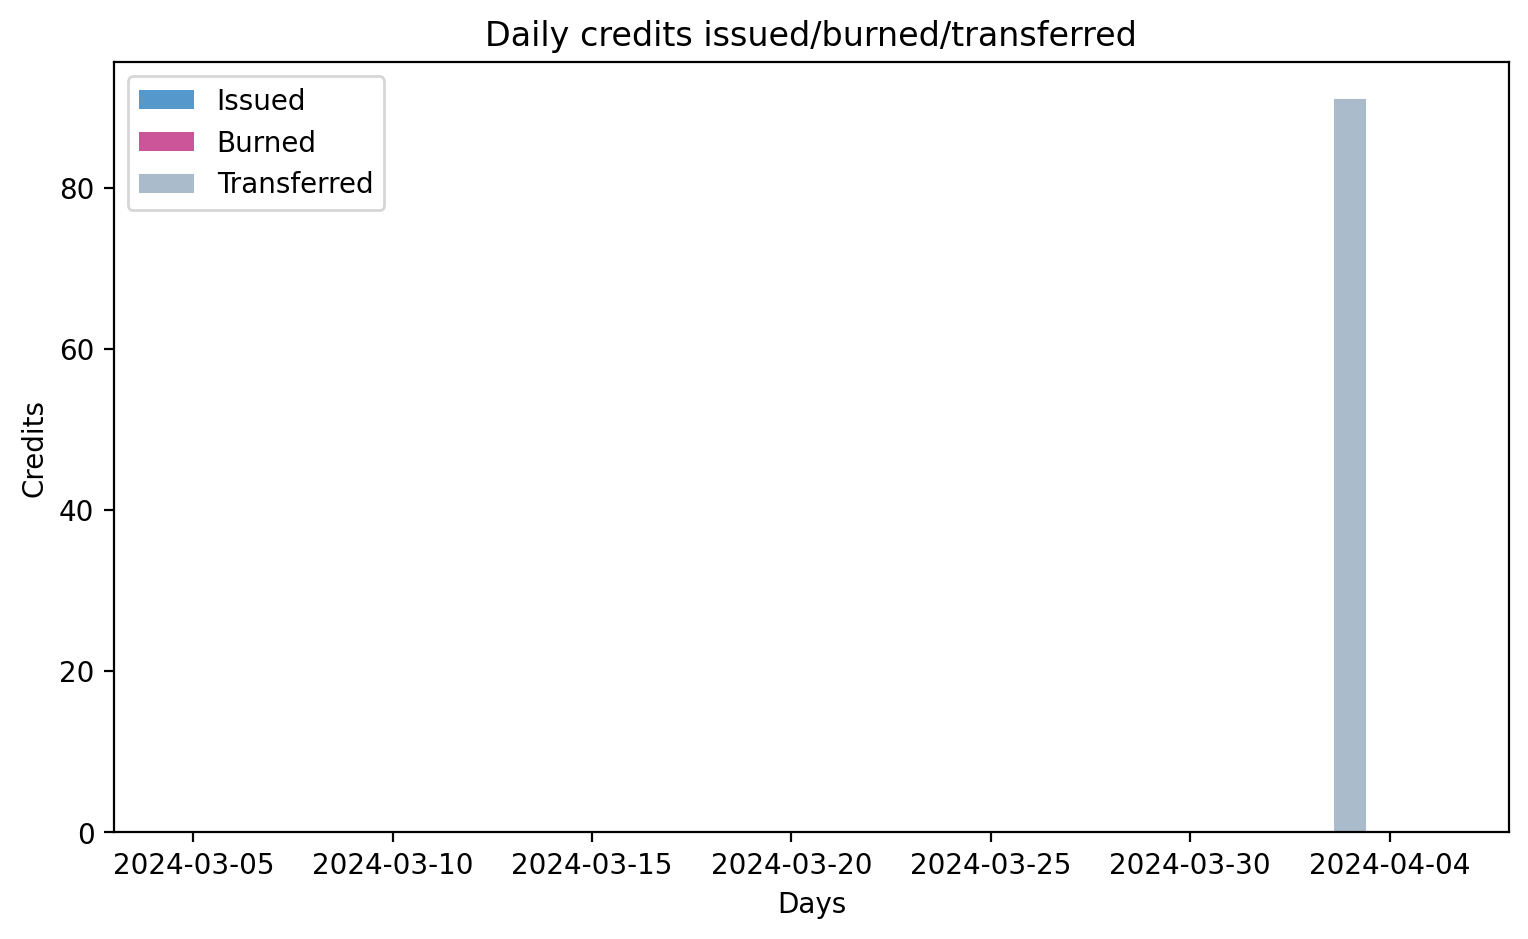 Daily credits issued/burned/transferred
Issued
Burned
Transferred
80
60
40
20
0
Credits
2024-03-05
2024-03-10
2024-03-15
2024-03-20
2024-03-25
2024-03-30
2024-04-04
Days